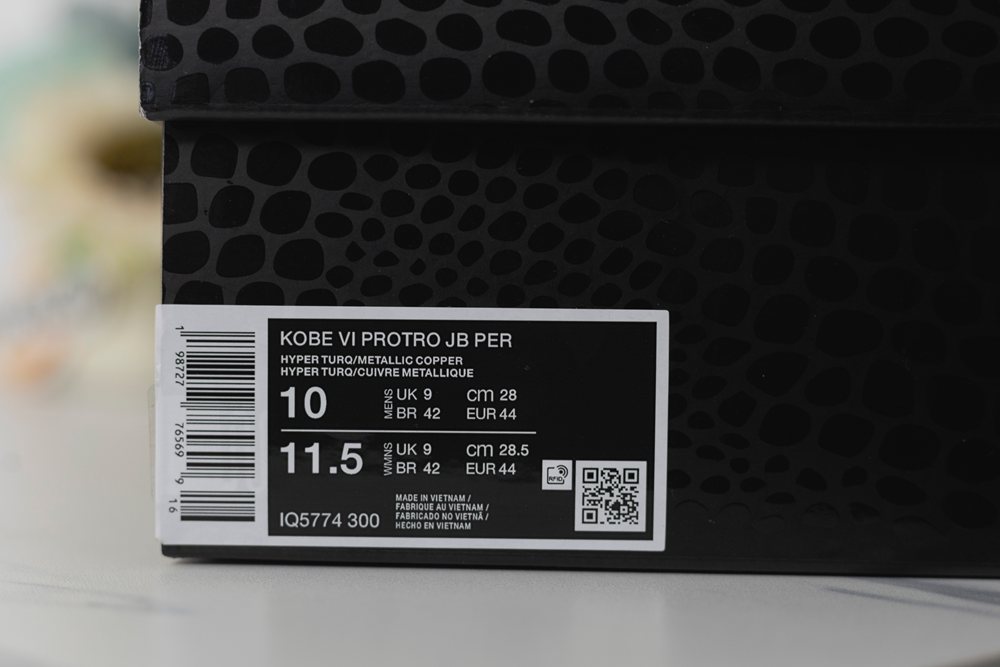 KOBE VI PROTRO JB PER
HYPER TURQ/METALLIC COPPER
HYPER TURQ/CUIVRE METALLIQUE
10 MENS UK 9 cm 28
BR 42 EUR 44
11.5 WMNS UK 9 cm 28.5
BR 42 EUR 44
RFID
IQ5774 300
MADE IN VIETNAM /
FABRIQUE AU VIETNAM /
FABRICADO NO VIETNÃ /
HECHO EN VIETNAM
1 98727 76569 9 16